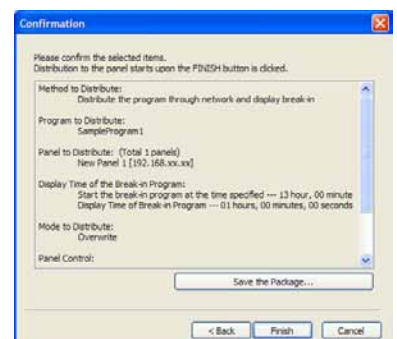 Confirmation
Please confirm the selected items.
Distribution to the panel starts upon the FINISH button is clicked.
Method to Distribute:
Distribute the program through network and display break-in
Program to Distribute:
SampleProgram1
Panel to Distribute: (Total 1 panels)
New Panel 1 [192.168.xx.xx]
Display Time of the Break-in Program:
Start the break-in program at the time specified --- 13 hour, 00 minute
Display Time of Break-in Program --- 01 hours, 00 minutes, 00 seconds
Mode to Distribute:
Overwrite
Panel Control:
Save the Package...
< Back Finish Cancel